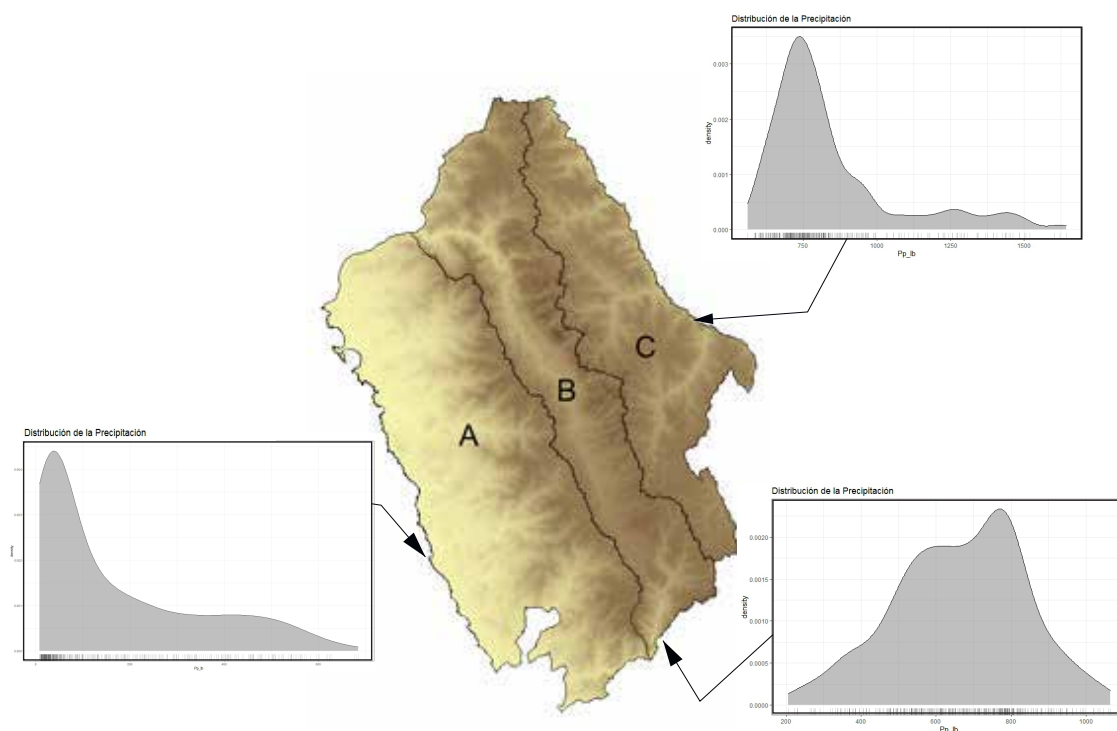 Distribución de la Precipitación
0.003
0.002
0.001
0.000
density
750
1000
1250
1500
Pp_lb
C
B
A
Distribución de la Precipitación
density
Pp_lb
Distribución de la Precipitación
0.0020
0.0015
0.0010
0.0005
0.0000
density
200
400
600
800
1000
Pp_lb